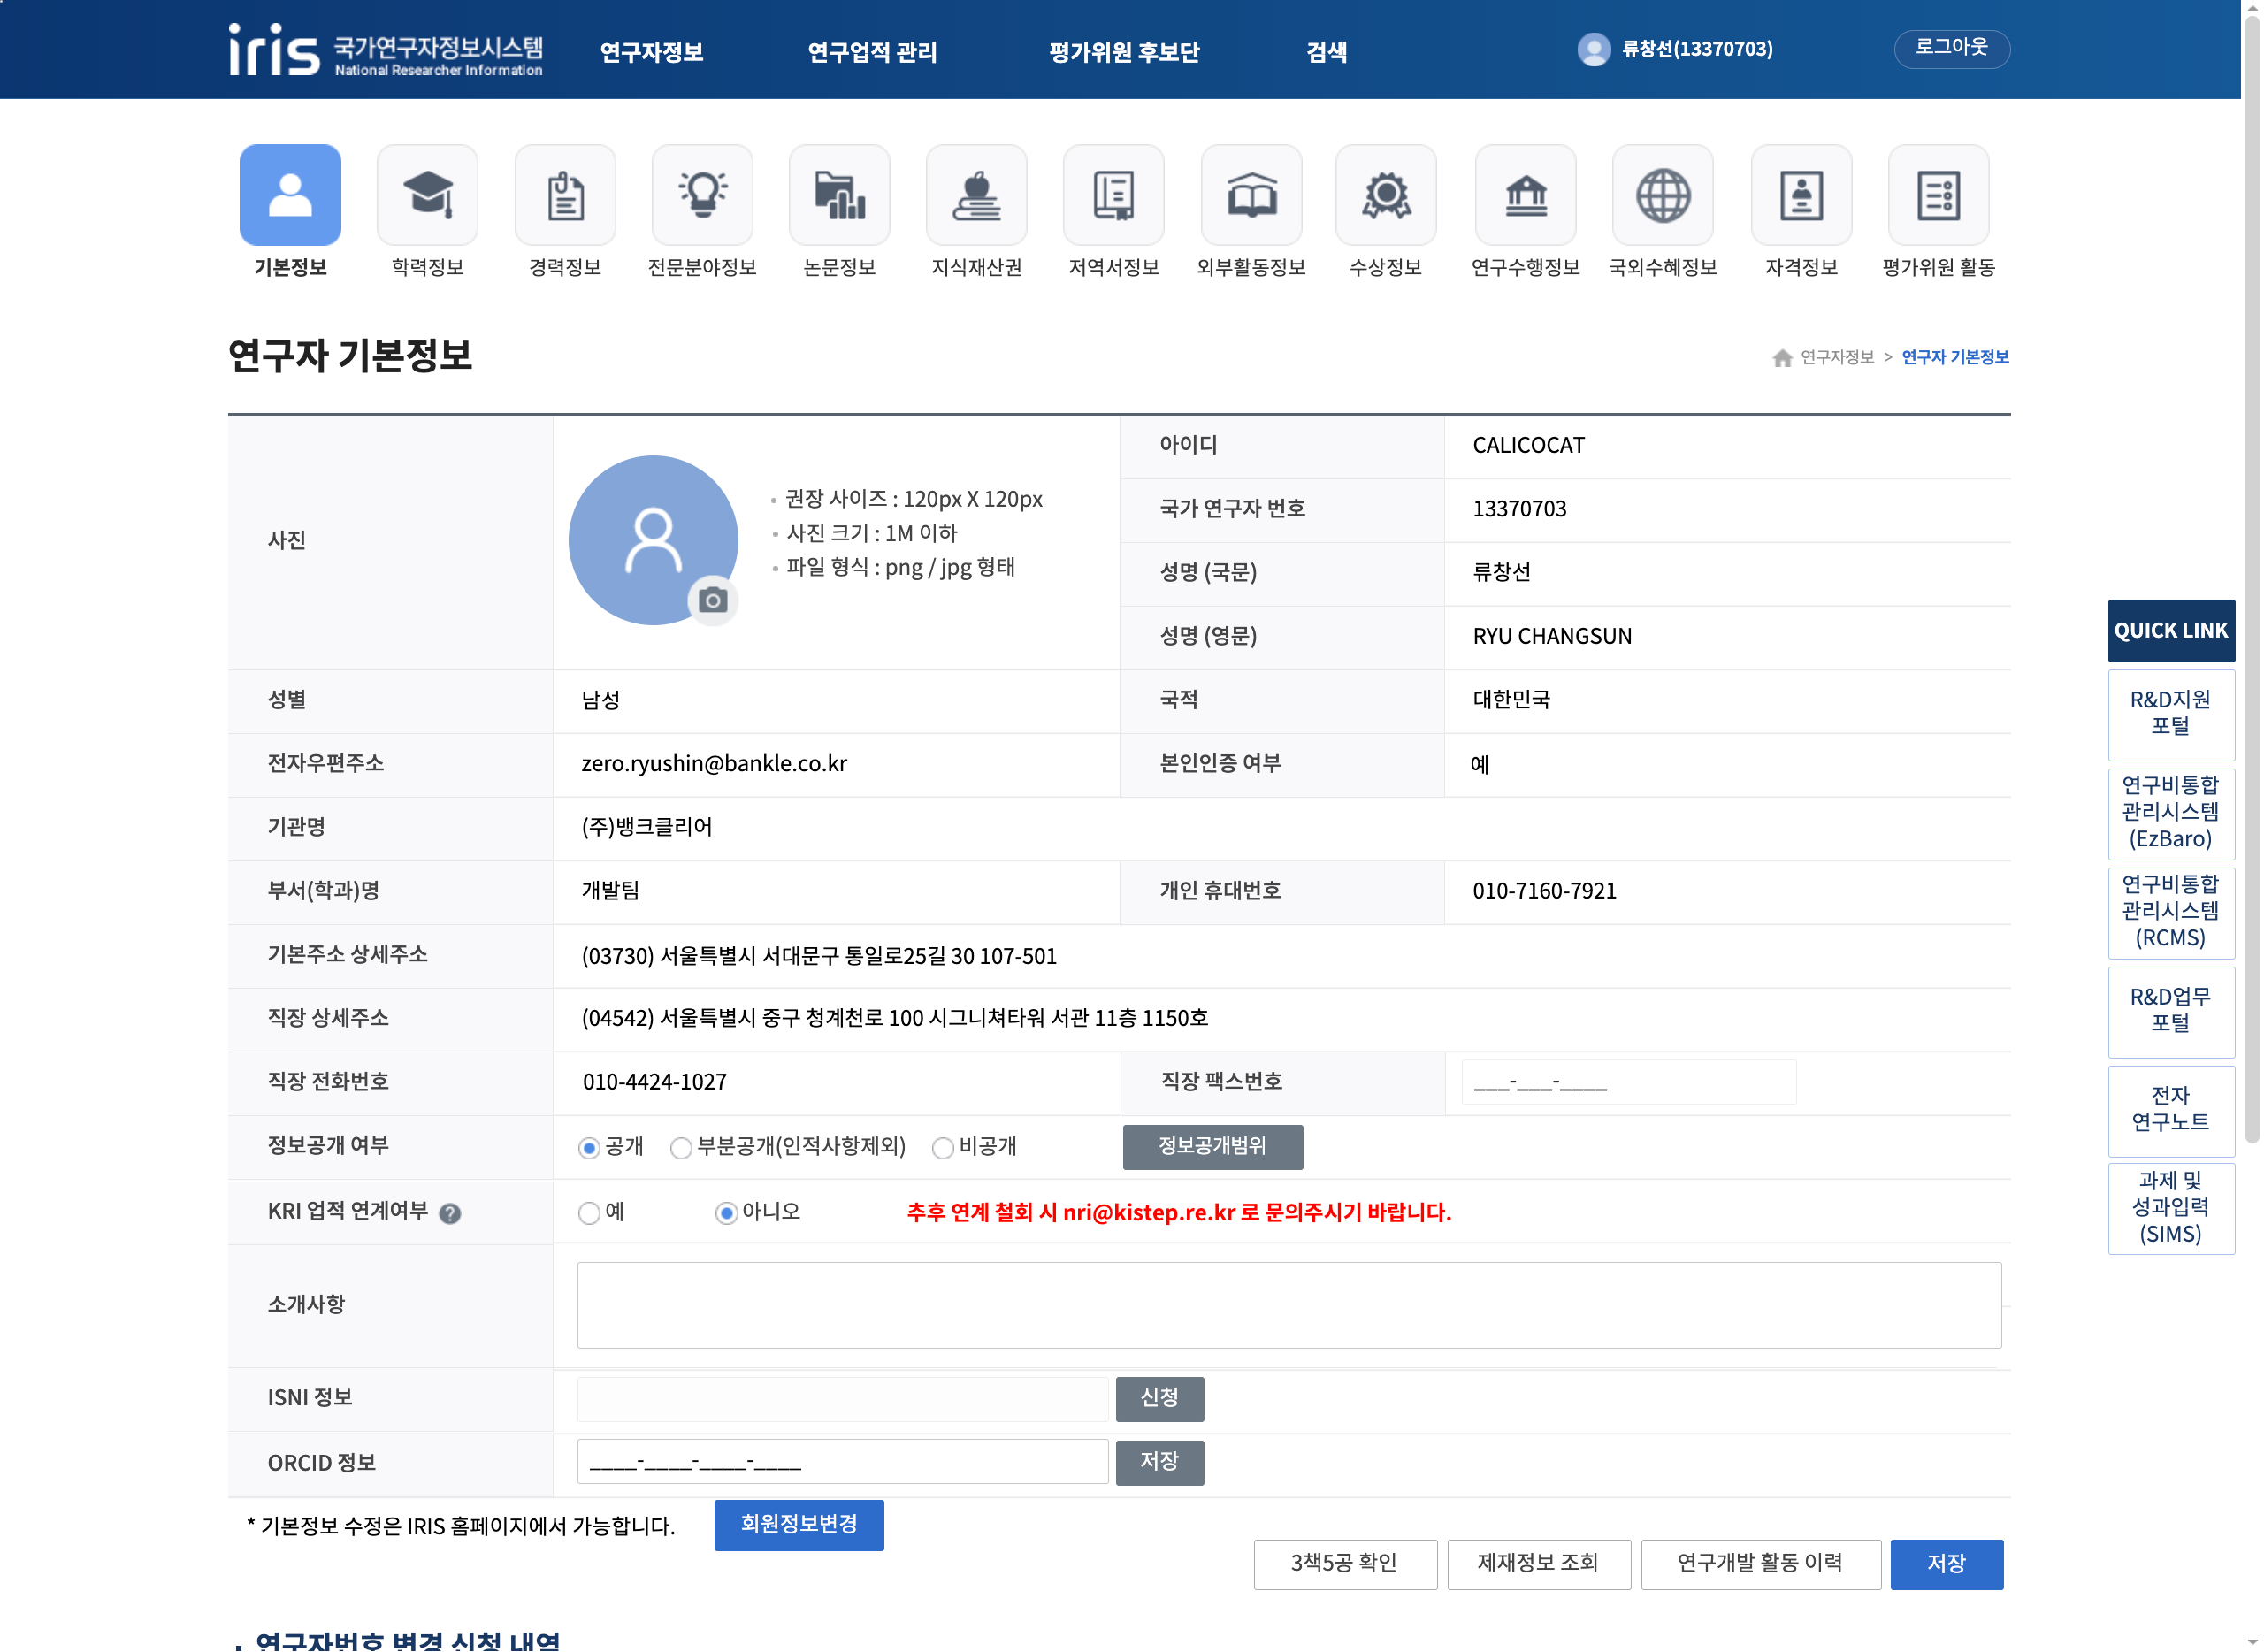 iris 국가연구자정보시스템
National Researcher Information
연구자정보
연구업적 관리
평가위원 후보단
검색
류창선(13370703)
로그아웃
기본정보
학력정보
경력정보
전문분야정보
논문정보
지식재산권
저역서정보
외부활동정보
수상정보
연구수행정보
국외수혜정보
자격정보
평가위원 활동
연구자 기본정보
연구자정보 > 연구자 기본정보
사진
• 권장 사이즈 : 120px X 120px
• 사진 크기 : 1M 이하
• 파일 형식 : png / jpg 형태
아이디
CALICOCAT
국가 연구자 번호
13370703
성명 (국문)
류창선
성명 (영문)
RYU CHANGSUN
성별
남성
국적
대한민국
전자우편주소
zero.ryushin@bankle.co.kr
본인인증 여부
예
기관명
(주)뱅크클리어
부서(학과)명
개발팀
개인 휴대번호
010-7160-7921
기본주소 상세주소
(03730) 서울특별시 서대문구 통일로25길 30 107-501
직장 상세주소
(04542) 서울특별시 중구 청계천로 100 시그니쳐타워 서관 11층 1150호
직장 전화번호
010-4424-1027
직장 팩스번호
___-___-____
정보공개 여부
공개
부분공개(인적사항제외)
비공개
정보공개범위
KRI 업적 연계여부 ?
예
아니오
추후 연계 철회 시 nri@kistep.re.kr 로 문의주시기 바랍니다.
소개사항
ISNI 정보
신청
ORCID 정보
____-____-____-____
저장
* 기본정보 수정은 IRIS 홈페이지에서 가능합니다.
회원정보변경
3책5공 확인
제재정보 조회
연구개발 활동 이력
저장
연구자번호 변경 신청 내역
QUICK LINK
R&D지원
포털
연구비통합
관리시스템
(EzBaro)
연구비통합
관리시스템
(RCMS)
R&D업무
포털
전자
연구노트
과제 및
성과입력
(SIMS)